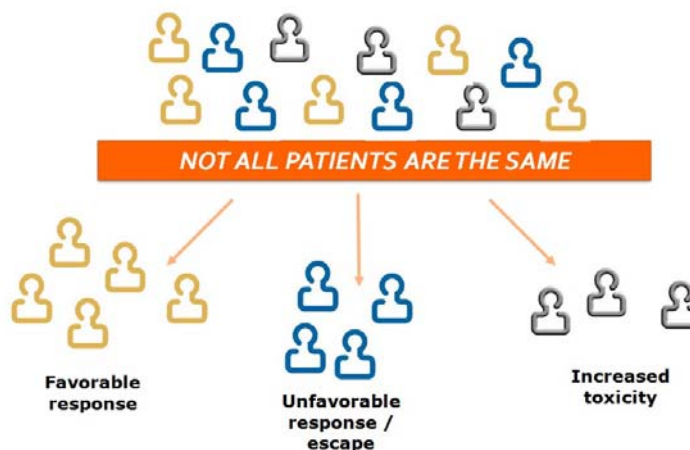 NOT ALL PATIENTS ARE THE SAME
Favorable
response
Unfavorable
response /
escape
Increased
toxicity